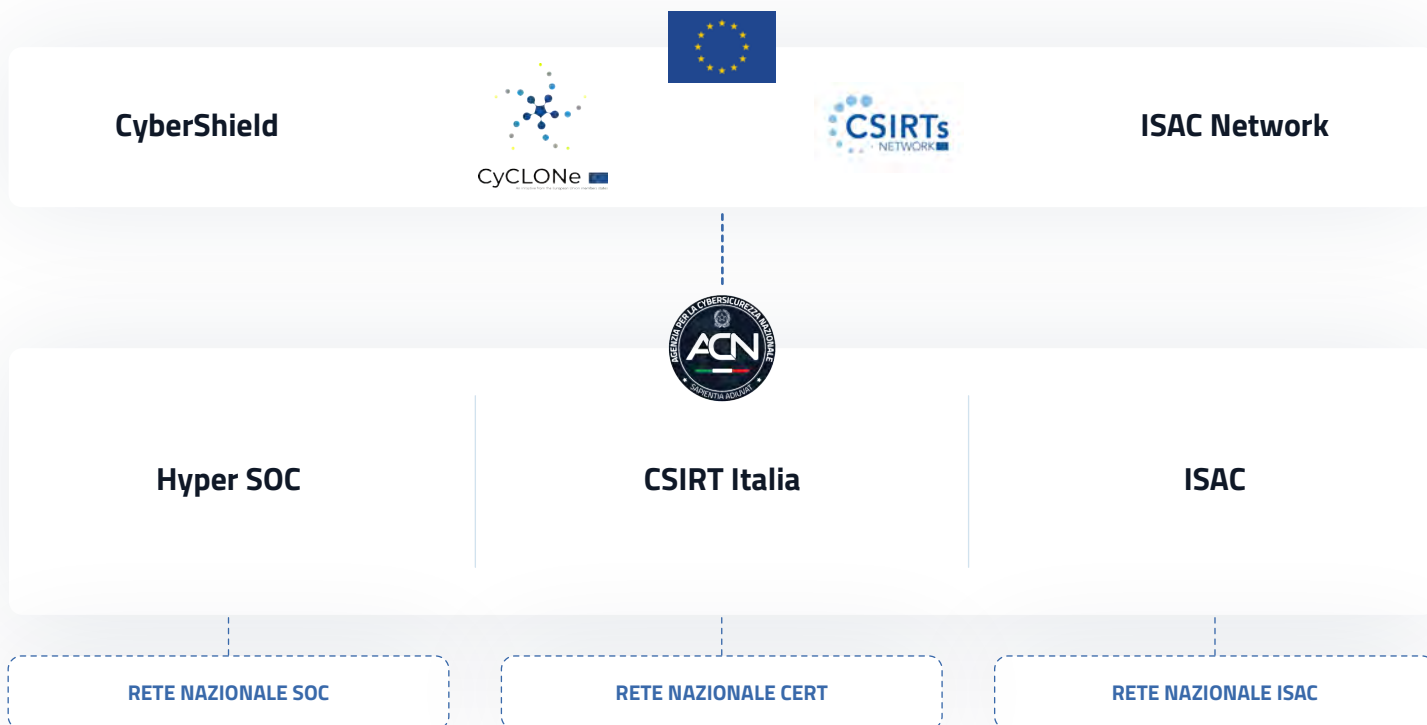 CyberShield
CyCLONe
CSIRTs
NETWORK
ISAC Network
AGENZIA PER LA CYBERSICUREZZA NAZIONALE
ACN
SAPIENTIA ADIUVAT
Hyper SOC
CSIRT Italia
ISAC
RETE NAZIONALE SOC
RETE NAZIONALE CERT
RETE NAZIONALE ISAC